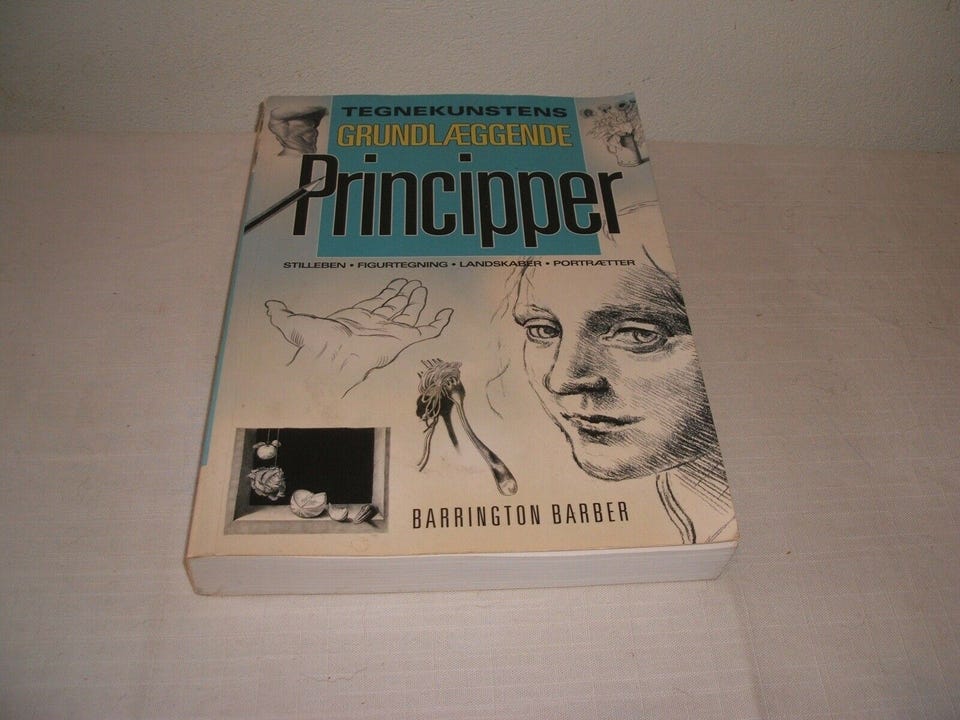 TEGNEKUNSTENS
GRUNDLÆGGENDE
Principper
STILLEBEN • FIGURTEGNING • LANDSKABER • PORTRÆTTER
BARRINGTON BARBER